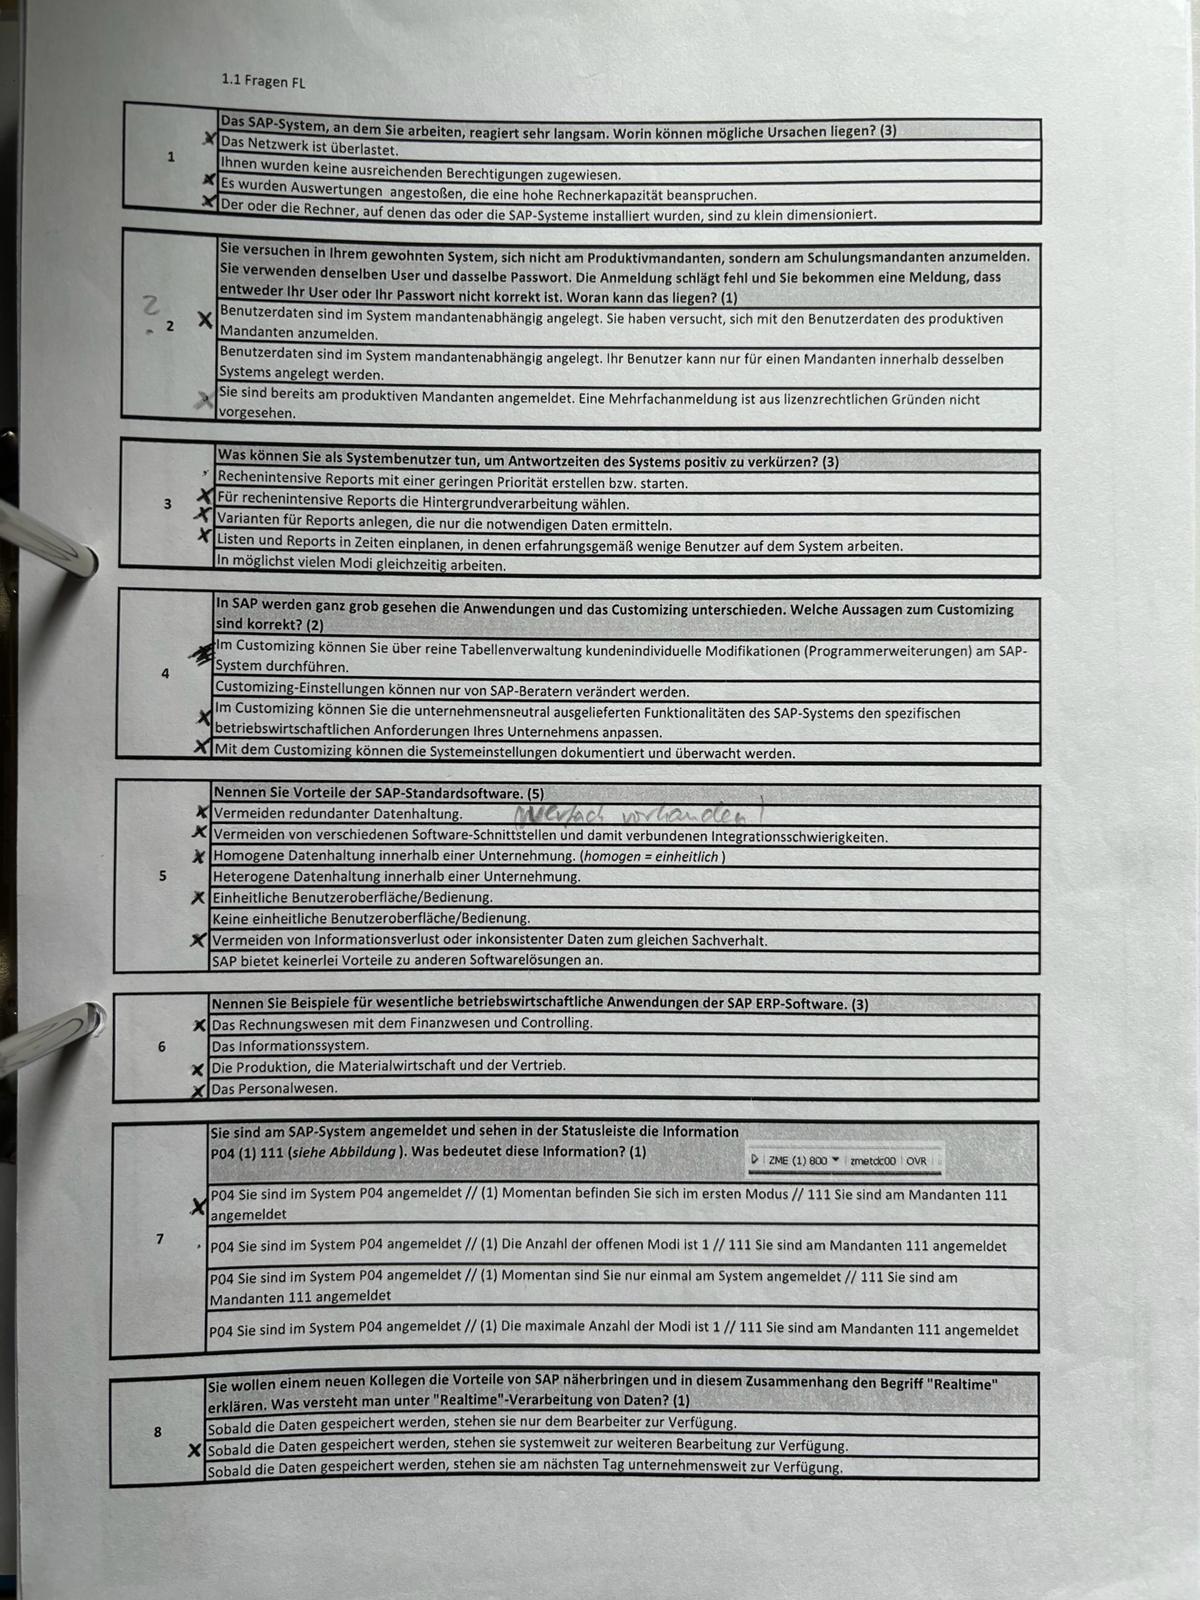 1.1 Fragen FL
Das SAP-System, an dem Sie arbeiten, reagiert sehr langsam. Worin können mögliche Ursachen liegen? (3)
X Das Netzwerk ist überlastet.
1
Ihnen wurden keine ausreichenden Berechtigungen zugewiesen.
X Es wurden Auswertungen angestoßen, die eine hohe Rechnerkapazität beanspruchen.
X Der oder die Rechner, auf denen das oder die SAP-Systeme installiert wurden, sind zu klein dimensioniert.
Sie versuchen in Ihrem gewohnten System, sich nicht am Produktivmandanten, sondern am Schulungsmandanten anzumelden.
Sie verwenden denselben User und dasselbe Passwort. Die Anmeldung schlägt fehl und Sie bekommen eine Meldung, dass
entweder Ihr User oder Ihr Passwort nicht korrekt ist. Woran kann das liegen? (1)
?
2
X Benutzerdaten sind im System mandantenabhängig angelegt. Sie haben versucht, sich mit den Benutzerdaten des produktiven
Mandanten anzumelden.
Benutzerdaten sind im System mandantenabhängig angelegt. Ihr Benutzer kann nur für einen Mandanten innerhalb desselben
Systems angelegt werden.
X Sie sind bereits am produktiven Mandanten angemeldet. Eine Mehrfachanmeldung ist aus lizenzrechtlichen Gründen nicht
vorgesehen.
Was können Sie als Systembenutzer tun, um Antwortzeiten des Systems positiv zu verkürzen? (3)
Rechenintensive Reports mit einer geringen Priorität erstellen bzw. starten.
3
X Für rechenintensive Reports die Hintergrundverarbeitung wählen.
X Varianten für Reports anlegen, die nur die notwendigen Daten ermitteln.
X Listen und Reports in Zeiten einplanen, in denen erfahrungsgemäß wenige Benutzer auf dem System arbeiten.
In möglichst vielen Modi gleichzeitig arbeiten.
In SAP werden ganz grob gesehen die Anwendungen und das Customizing unterschieden. Welche Aussagen zum Customizing
sind korrekt? (2)
Im Customizing können Sie über reine Tabellenverwaltung kundenindividuelle Modifikationen (Programmerweiterungen) am SAP-
System durchführen.
4
Customizing-Einstellungen können nur von SAP-Beratern verändert werden.
X Im Customizing können Sie die unternehmensneutral ausgelieferten Funktionalitäten des SAP-Systems den spezifischen
betriebswirtschaftlichen Anforderungen Ihres Unternehmens anpassen.
X Mit dem Customizing können die Systemeinstellungen dokumentiert und überwacht werden.
Nennen Sie Vorteile der SAP-Standardsoftware. (5)
X Vermeiden redundanter Datenhaltung. vorhanden!
X Vermeiden von verschiedenen Software-Schnittstellen und damit verbundenen Integrationsschwierigkeiten.
X Homogene Datenhaltung innerhalb einer Unternehmung. (homogen = einheitlich )
5
Heterogene Datenhaltung innerhalb einer Unternehmung.
X Einheitliche Benutzeroberfläche/Bedienung.
Keine einheitliche Benutzeroberfläche/Bedienung.
X Vermeiden von Informationsverlust oder inkonsistenter Daten zum gleichen Sachverhalt.
SAP bietet keinerlei Vorteile zu anderen Softwarelösungen an.
Nennen Sie Beispiele für wesentliche betriebswirtschaftliche Anwendungen der SAP ERP-Software. (3)
X Das Rechnungswesen mit dem Finanzwesen und Controlling.
6
Das Informationssystem.
X Die Produktion, die Materialwirtschaft und der Vertrieb.
X Das Personalwesen.
Sie sind am SAP-System angemeldet und sehen in der Statusleiste die Information
P04 (1) 111 (siehe Abbildung ). Was bedeutet diese Information? (1)
ZME (1) 800 zmetdc00 OVR
X P04 Sie sind im System P04 angemeldet // (1) Momentan befinden Sie sich im ersten Modus // 111 Sie sind am Mandanten 111
angemeldet
7
P04 Sie sind im System P04 angemeldet // (1) Die Anzahl der offenen Modi ist 1 // 111 Sie sind am Mandanten 111 angemeldet
P04 Sie sind im System P04 angemeldet // (1) Momentan sind Sie nur einmal am System angemeldet // 111 Sie sind am
Mandanten 111 angemeldet
P04 Sie sind im System P04 angemeldet // (1) Die maximale Anzahl der Modi ist 1 // 111 Sie sind am Mandanten 111 angemeldet
Sie wollen einem neuen Kollegen die Vorteile von SAP näherbringen und in diesem Zusammenhang den Begriff "Realtime"
erklären. Was versteht man unter "Realtime"-Verarbeitung von Daten? (1)
8
Sobald die Daten gespeichert werden, stehen sie nur dem Bearbeiter zur Verfügung.
X Sobald die Daten gespeichert werden, stehen sie systemweit zur weiteren Bearbeitung zur Verfügung.
Sobald die Daten gespeichert werden, stehen sie am nächsten Tag unternehmensweit zur Verfügung.